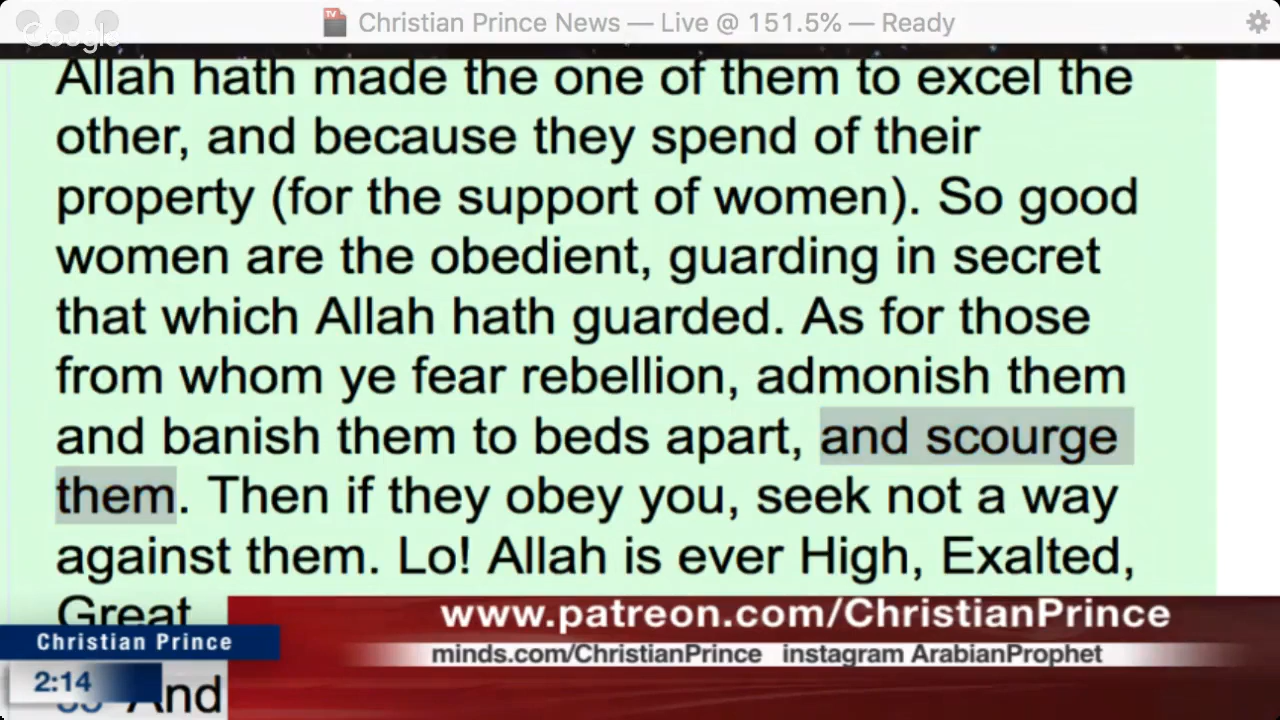 Christian Prince News — Live @ 151.5% — Ready
Google
Allah hath made the one of them to excel the
other, and because they spend of their
property (for the support of women). So good
women are the obedient, guarding in secret
that which Allah hath guarded. As for those
from whom ye fear rebellion, admonish them
and banish them to beds apart, and scourge
them. Then if they obey you, seek not a way
against them. Lo! Allah is ever High, Exalted,
Great
www.patreon.com/ChristianPrince
Christian Prince
minds.com/ChristianPrince instagram ArabianProphet
2:14
And